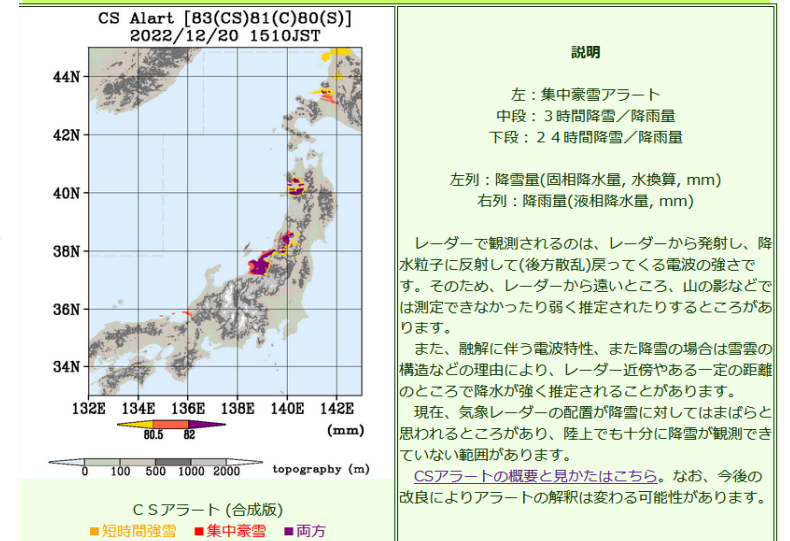 CS Alart [83(CS)81(C)80(S)]
2022/12/20 1510JST
44N
42N
40N
38N
36N
34N
132E 134E 136E 138E 140E 142E
80.5 82 (mm)
0 100 500 1000 2000 topography (m)
ＣＳアラート (合成版)
■短時間強雪 ■集中豪雪 ■両方
説明
左：集中豪雪アラート
中段：３時間降雪／降雨量
下段：２４時間降雪／降雨量
左列：降雪量(固相降水量, 水換算, mm)
右列：降雨量(液相降水量, mm)
レーダーで観測されるのは、レーダーから発射し、降
水粒子に反射して(後方散乱)戻ってくる電波の強さで
す。そのため、レーダーから遠いところ、山の影などで
は測定できなかったり弱く推定されたりするところがあ
ります。
また、融解に伴う電波特性、また降雪の場合は雪雲の
構造などの理由により、レーダー近傍やある一定の距離
のところで降水が強く推定されることがあります。
現在、気象レーダーの配置が降雪に対してはまばらと
思われるところがあり、陸上でも十分に降雪が観測でき
ていない範囲があります。
CSアラートの概要と見かたはこちら。なお、今後の
改良によりアラートの解釈は変わる可能性があります。